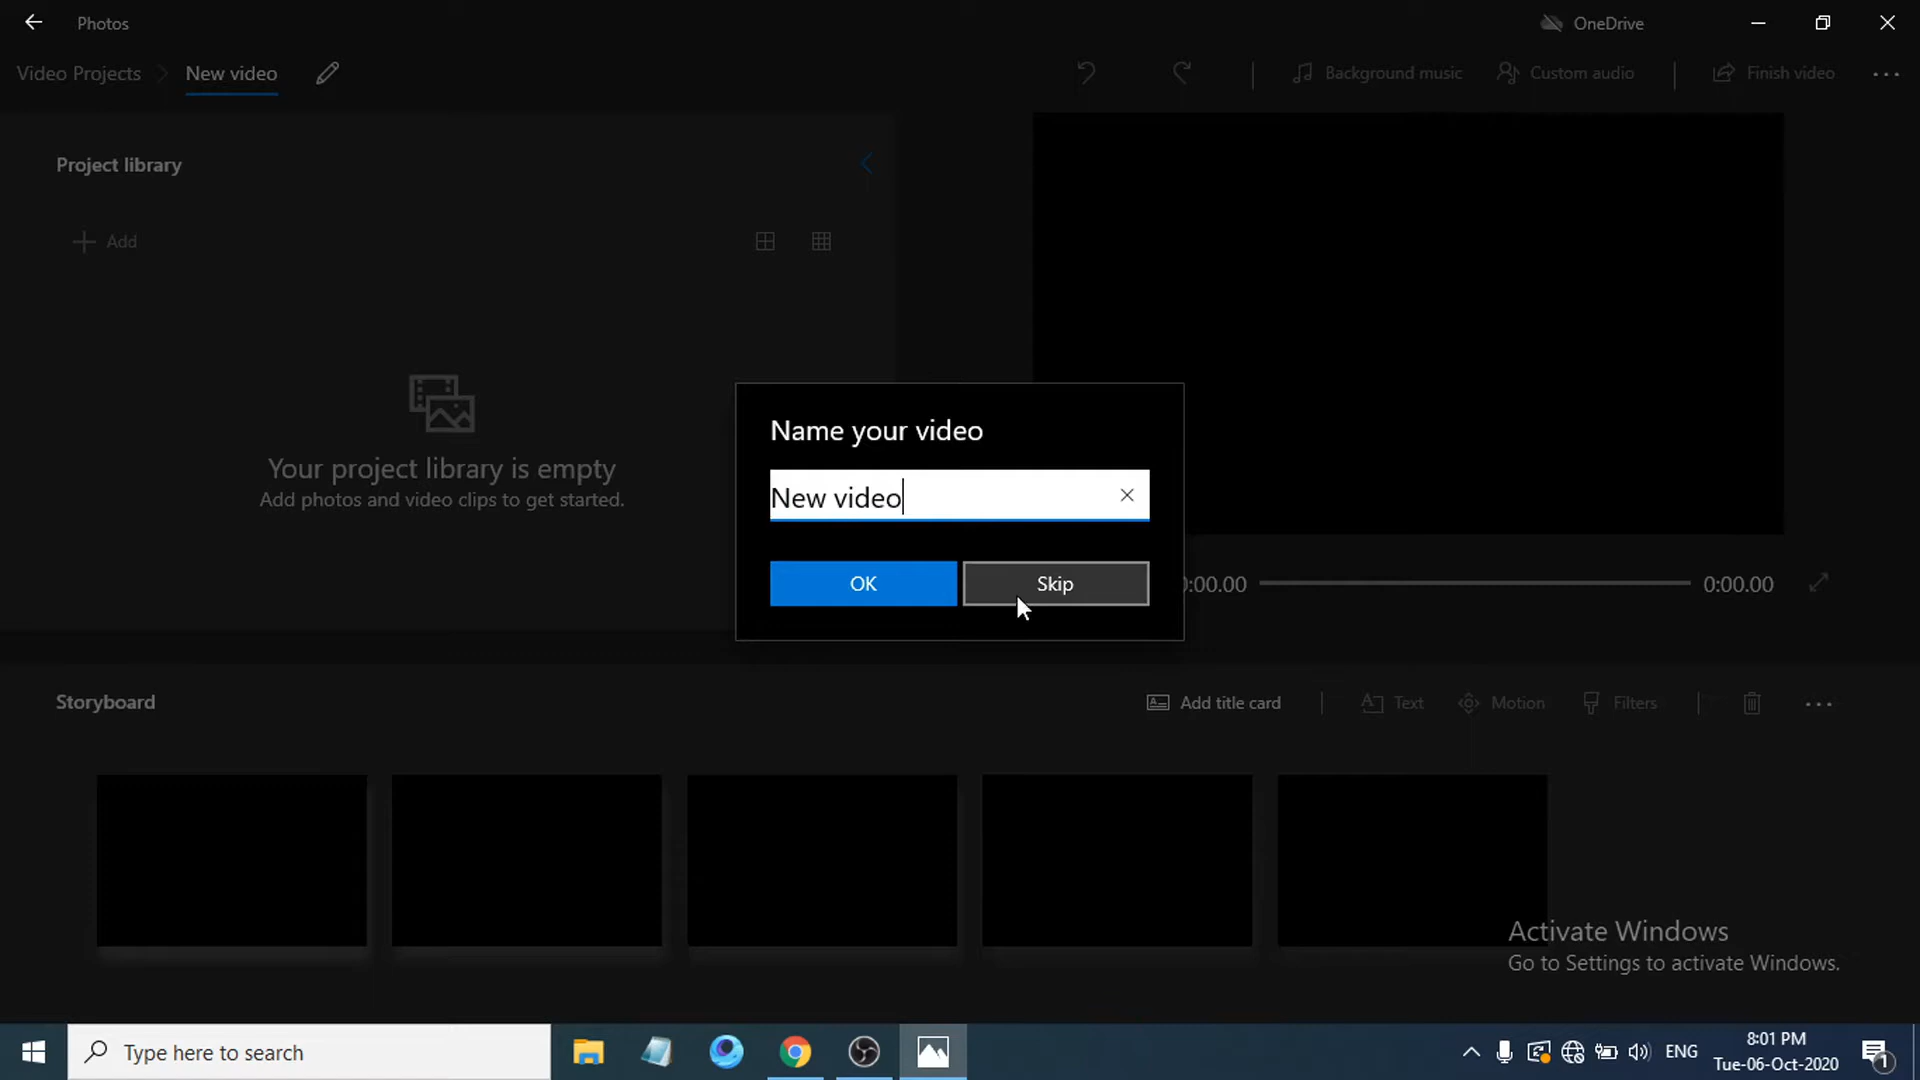 Photos
OneDrive
Video Projects
New video
Background music
Custom audio
Finish video
Project library
Add
Your project library is empty
Add photos and video clips to get started.
Name your video
New video
OK
Skip
0:00.00
0:00.00
Storyboard
Add title card
Text
Motion
Filters
Activate Windows
Go to Settings to activate Windows.
Type here to search
ENG
8:01 PM
Tue-06-Oct-2020
1